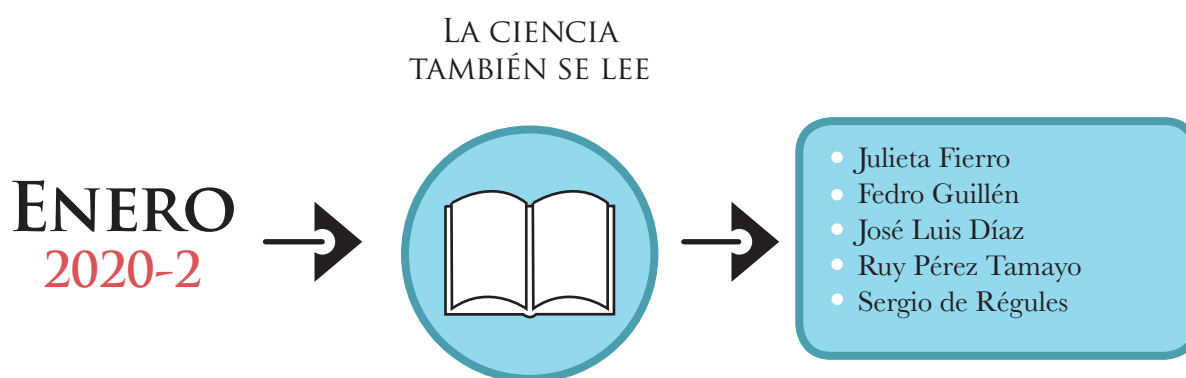 La ciencia
también se lee
Enero
2020-2
Julieta Fierro
Fedro Guillén
José Luis Díaz
Ruy Pérez Tamayo
Sergio de Régules